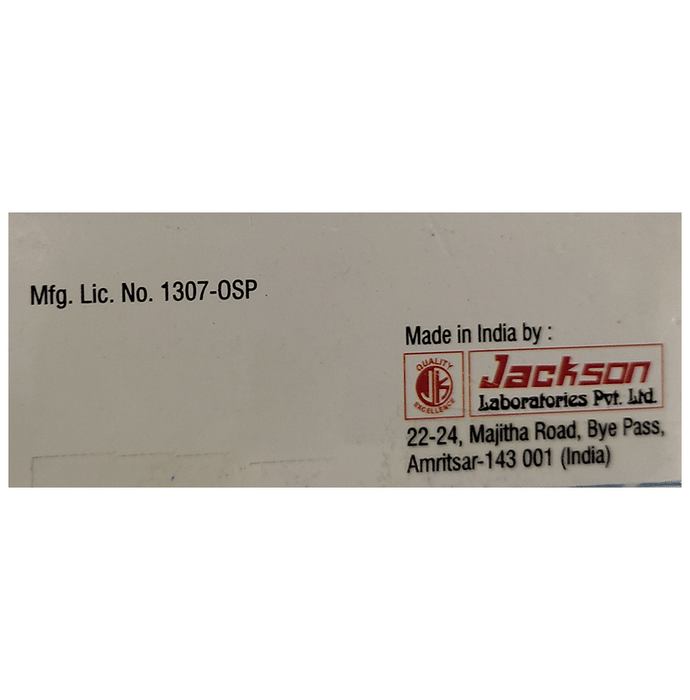 Mfg. Lic. No. 1307-OSP
Made in India by :
QUALITY
JK
EXCELLENCE
Jackson
Laboratories Pvt. Ltd.
22-24, Majitha Road, Bye Pass,
Amritsar-143 001 (India)